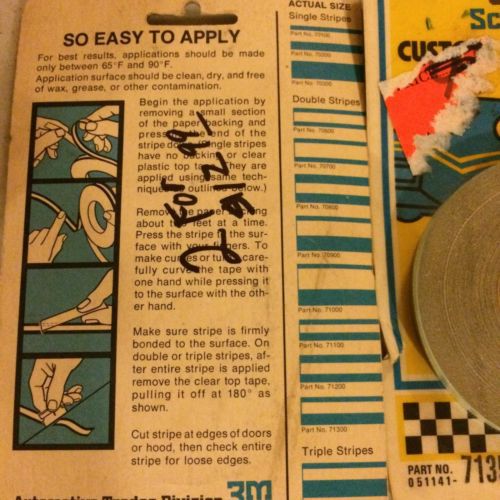 SO EASY TO APPLY
For best results, applications should be made
only between 65°F and 90°F.
Application surface should be clean, dry, and free
of wax, grease, or other contamination.
Begin the application by
removing a small section
of the paper backing and
pressing the end of the
stripe down. (Single stripes
have no backing or clear
plastic top tape. They are
applied using same tech-
niques outlined below.)
Remove the paper backing
about two feet at a time.
Press the stripe to the sur-
face with your fingers. To
make curves or turns, care-
fully curve the tape with
one hand while pressing it
to the surface with the oth-
er hand.
Make sure stripe is firmly
bonded to the surface. On
double or triple stripes, af-
ter entire stripe is applied
remove the clear top tape,
pulling it off at 180° as
shown.
Cut stripe at edges of doors
or hood, then check entire
stripe for loose edges.
Automotive Trades Division 3M
ACTUAL SIZE
Single Stripes
Part No. 70100
Part No. 70300
Double Stripes
Part No. 70600
Part No. 70700
Part No. 70800
Part No. 70900
Part No. 71000
Part No. 71100
Part No. 71200
Part No. 71300
Triple Stripes
Sc
CUST
PART NO.
051141-
713